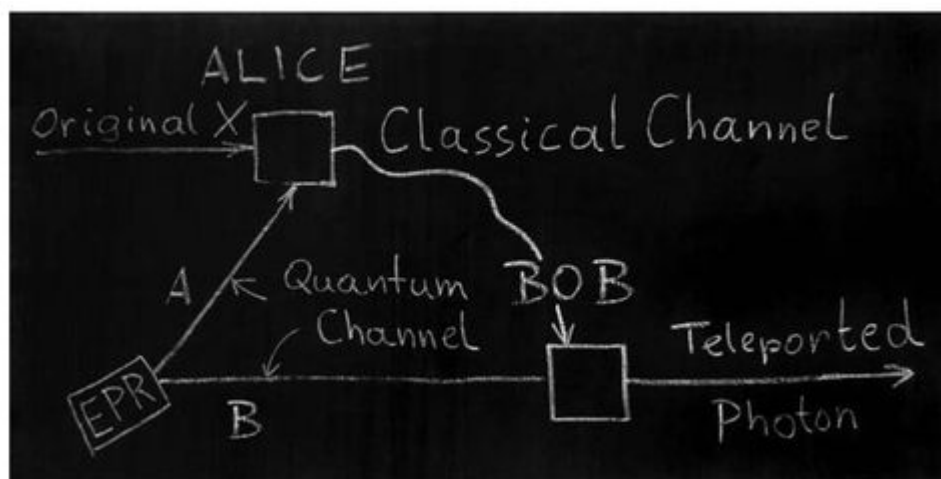 ALICE
Original X
Classical Channel
A
Quantum
Channel
BOB
EPR
B
Teleported
Photon